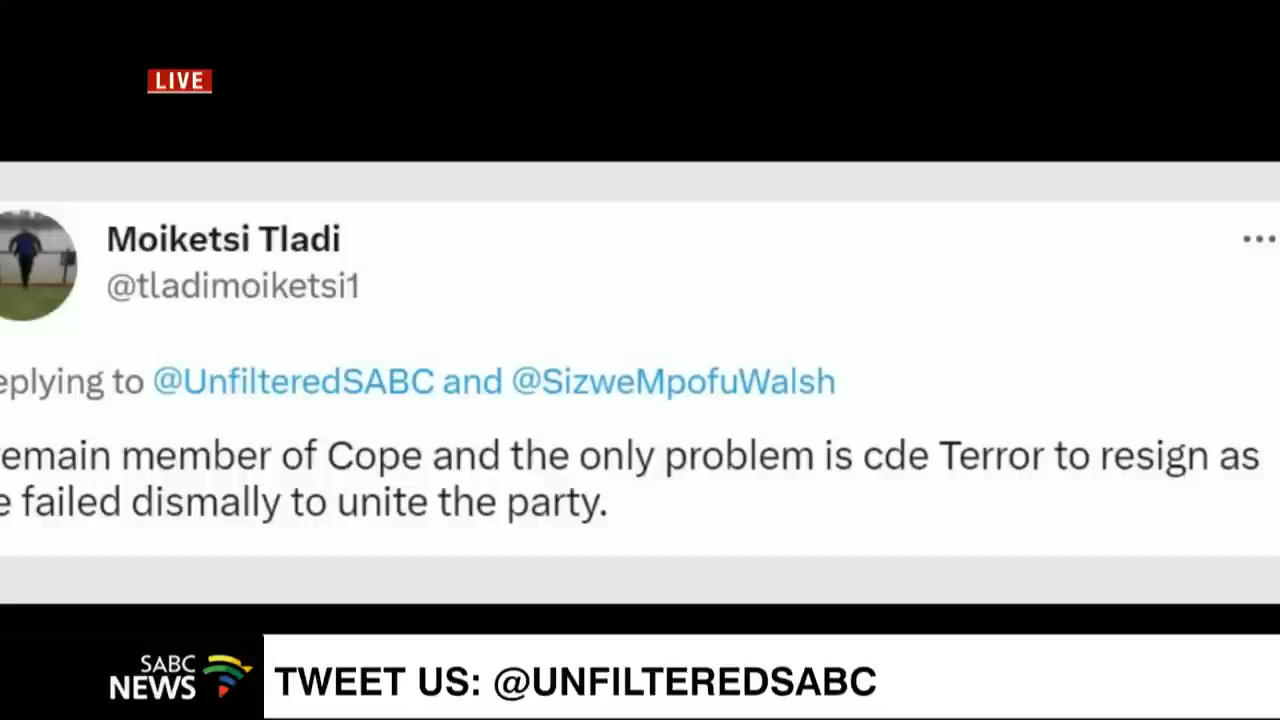 LIVE
Moiketsi Tladi
@tladimoiketsi1
eplying to @UnfilteredSABC and @SizweMpofuWalsh
emain member of Cope and the only problem is cde Terror to resign as
e failed dismally to unite the party.
SABC
NEWS
TWEET US: @UNFILTEREDSABC